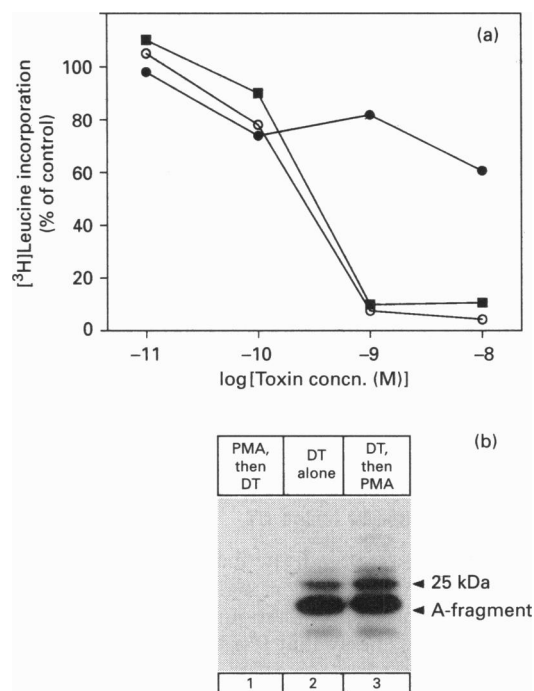 (a)
[³H]Leucine incorporation
(% of control)
100
80
60
40
20
0
−11
−10
−9
−8
log[Toxin concn. (M)]
(b)
PMA, then DT
DT alone
DT, then PMA
25 kDa
A-fragment
1
2
3